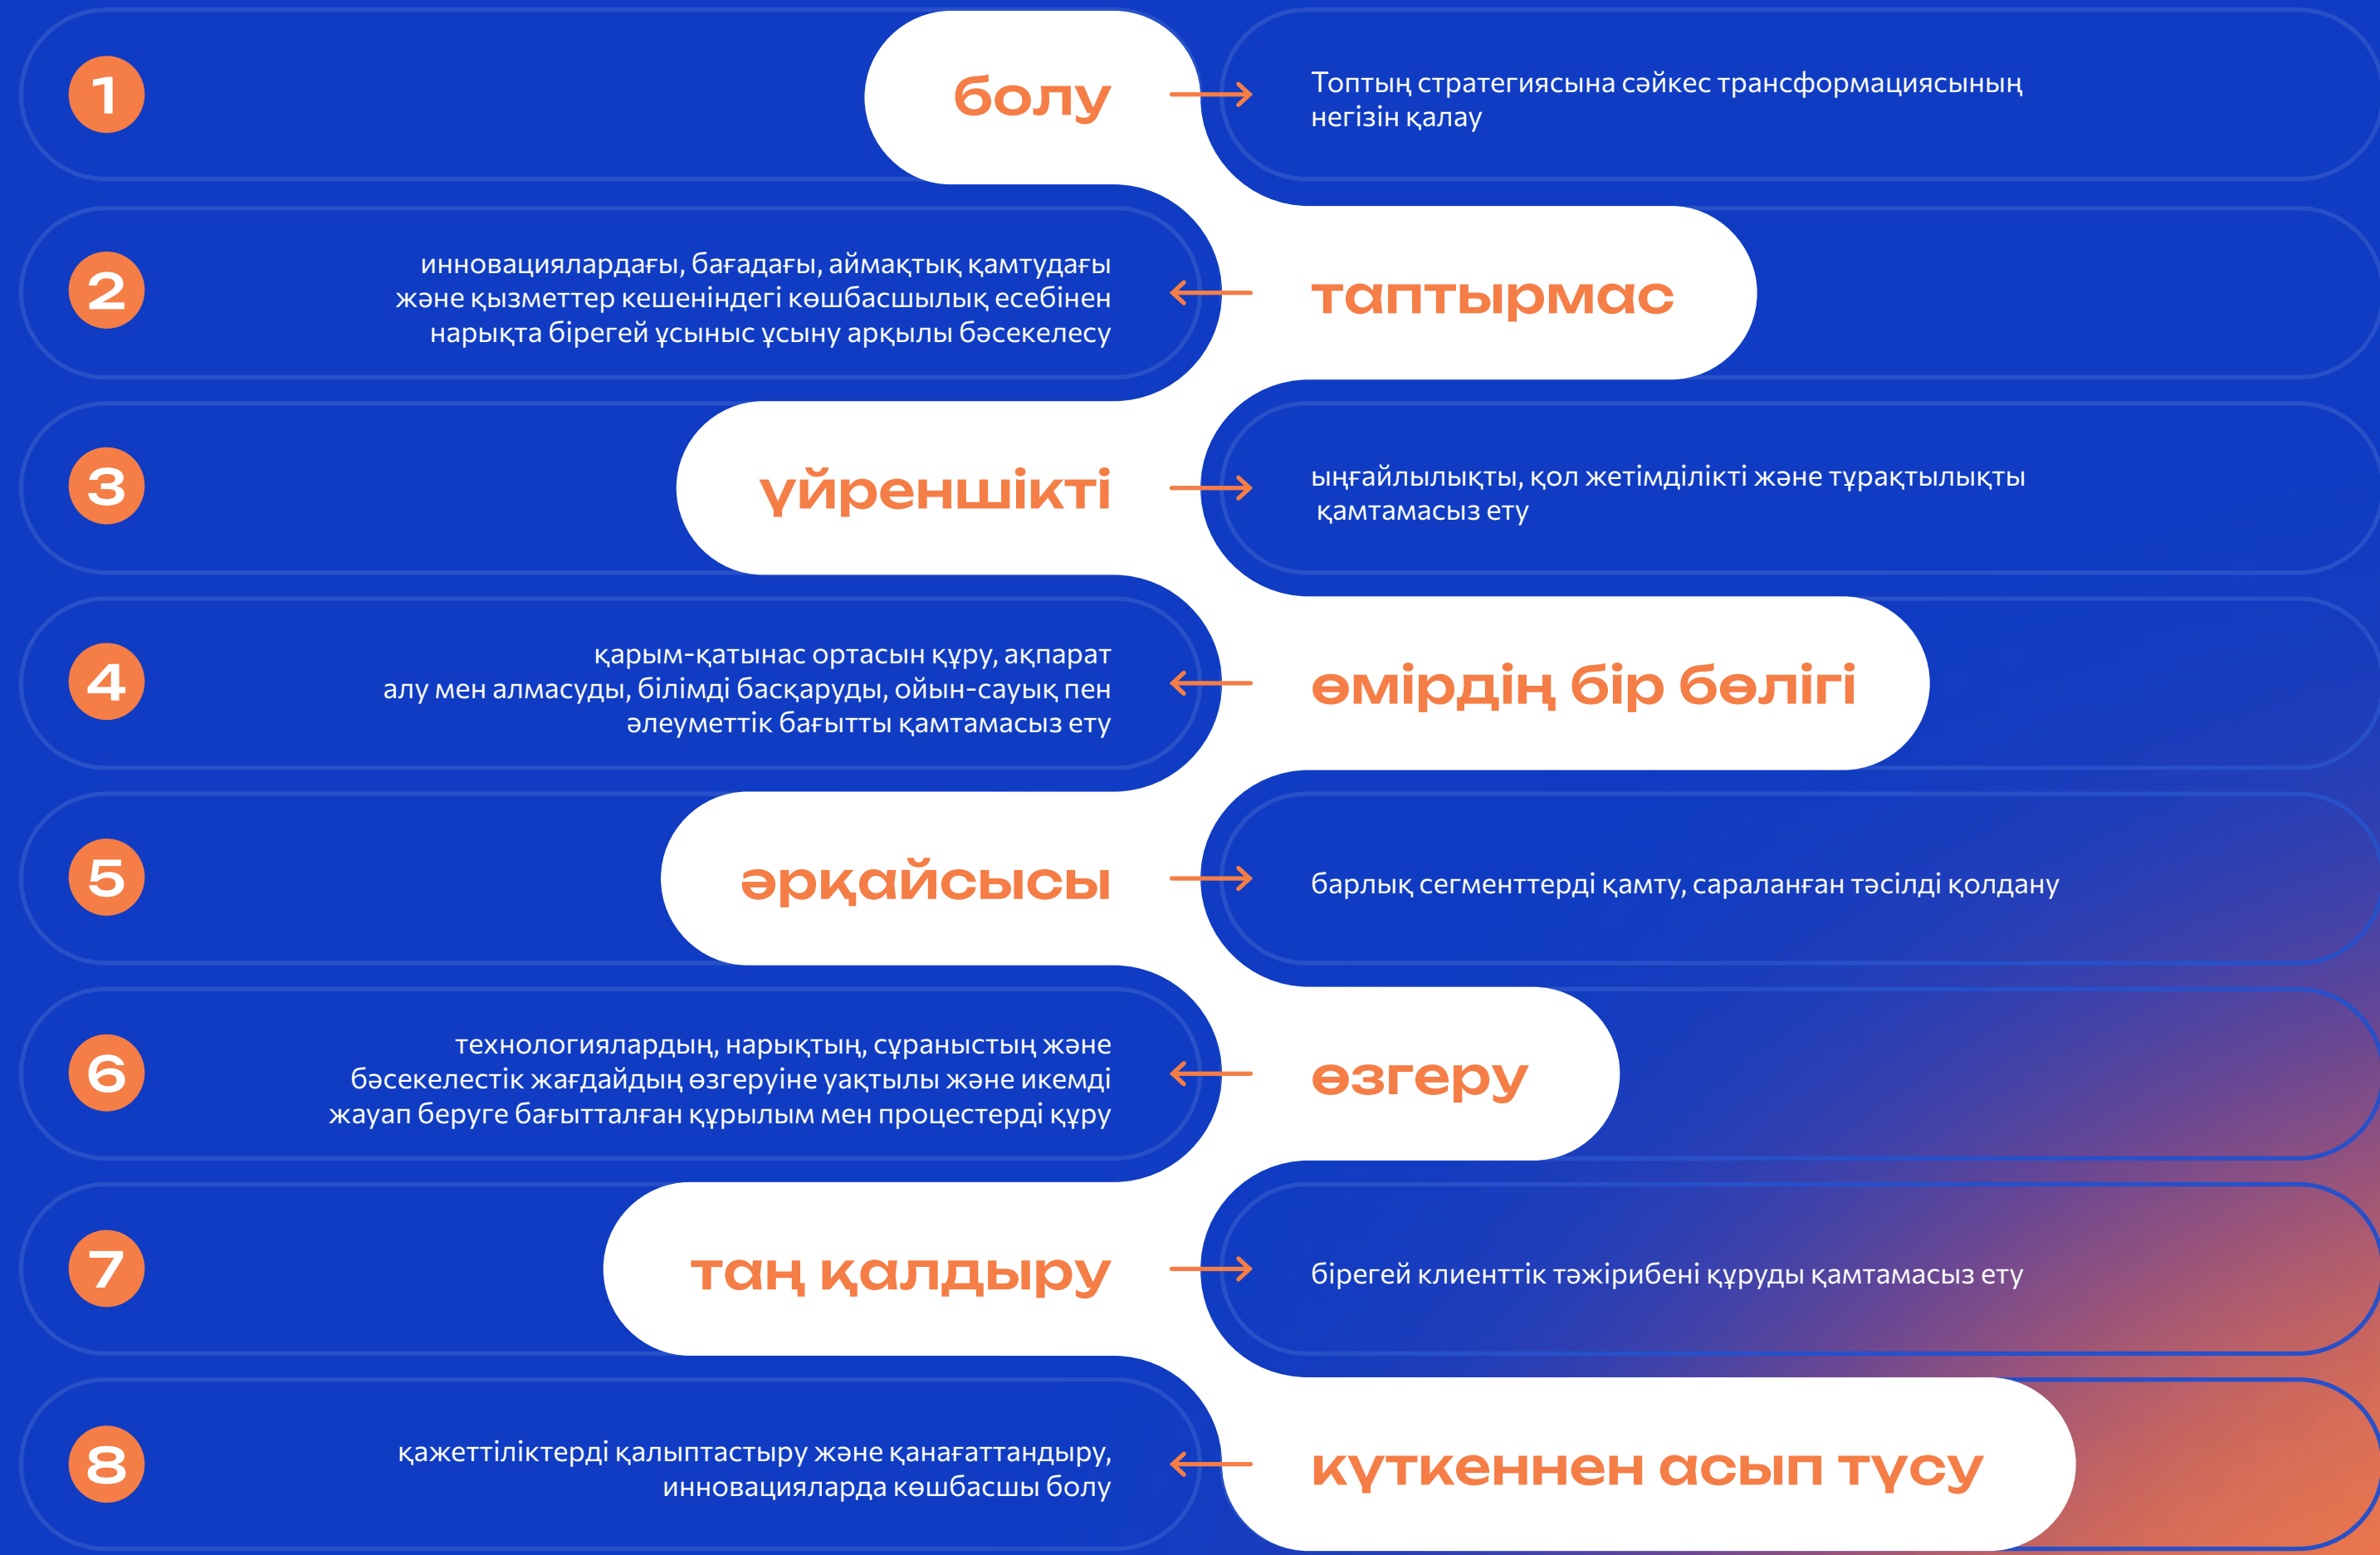 1
болу
Топтың стратегиясына сәйкес трансформациясының
негізін қалау
2
инновациялардағы, бағадағы, аймақтық қамтудағы
және қызметтер кешеніндегі көшбасшылық есебінен
нарықта бірегей ұсыныс ұсыну арқылы бәсекелесу
таптырмас
3
үйреншікті
ыңғайлылықты, қол жетімділікті және тұрақтылықты
қамтамасыз ету
4
қарым-қатынас ортасын құру, ақпарат
алу мен алмасуды, білімді басқаруды, ойын-сауық пен
әлеуметтік бағытты қамтамасыз ету
өмірдің бір бөлігі
5
әрқайсысы
барлық сегменттерді қамту, сараланған тәсілді қолдану
6
технологиялардың, нарықтың, сұраныстың және
бәсекелестік жағдайдың өзгеруіне уақтылы және икемді
жауап беруге бағытталған құрылым мен процестерді құру
өзгеру
7
таң қалдыру
бірегей клиенттік тәжірибені құруды қамтамасыз ету
8
қажеттіліктерді қалыптастыру және қанағаттандыру,
инновацияларда көшбасшы болу
күткеннен асып түсу